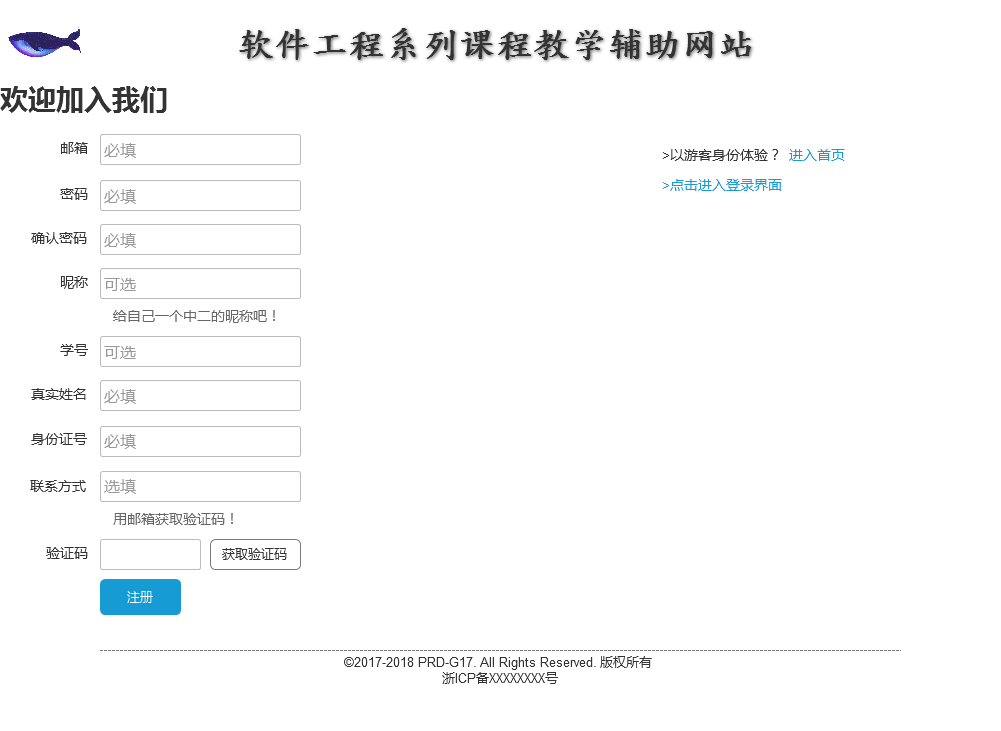 软件工程系列课程教学辅助网站
欢迎加入我们
邮箱 必填
>以游客身份体验？ 进入首页
密码 必填
>点击进入登录界面
确认密码 必填
昵称 可选
给自己一个中二的昵称吧！
学号 可选
真实姓名 必填
身份证号 必填
联系方式 选填
用邮箱获取验证码！
验证码 获取验证码
注册
©2017-2018 PRD-G17. All Rights Reserved. 版权所有
浙ICP备XXXXXXXX号